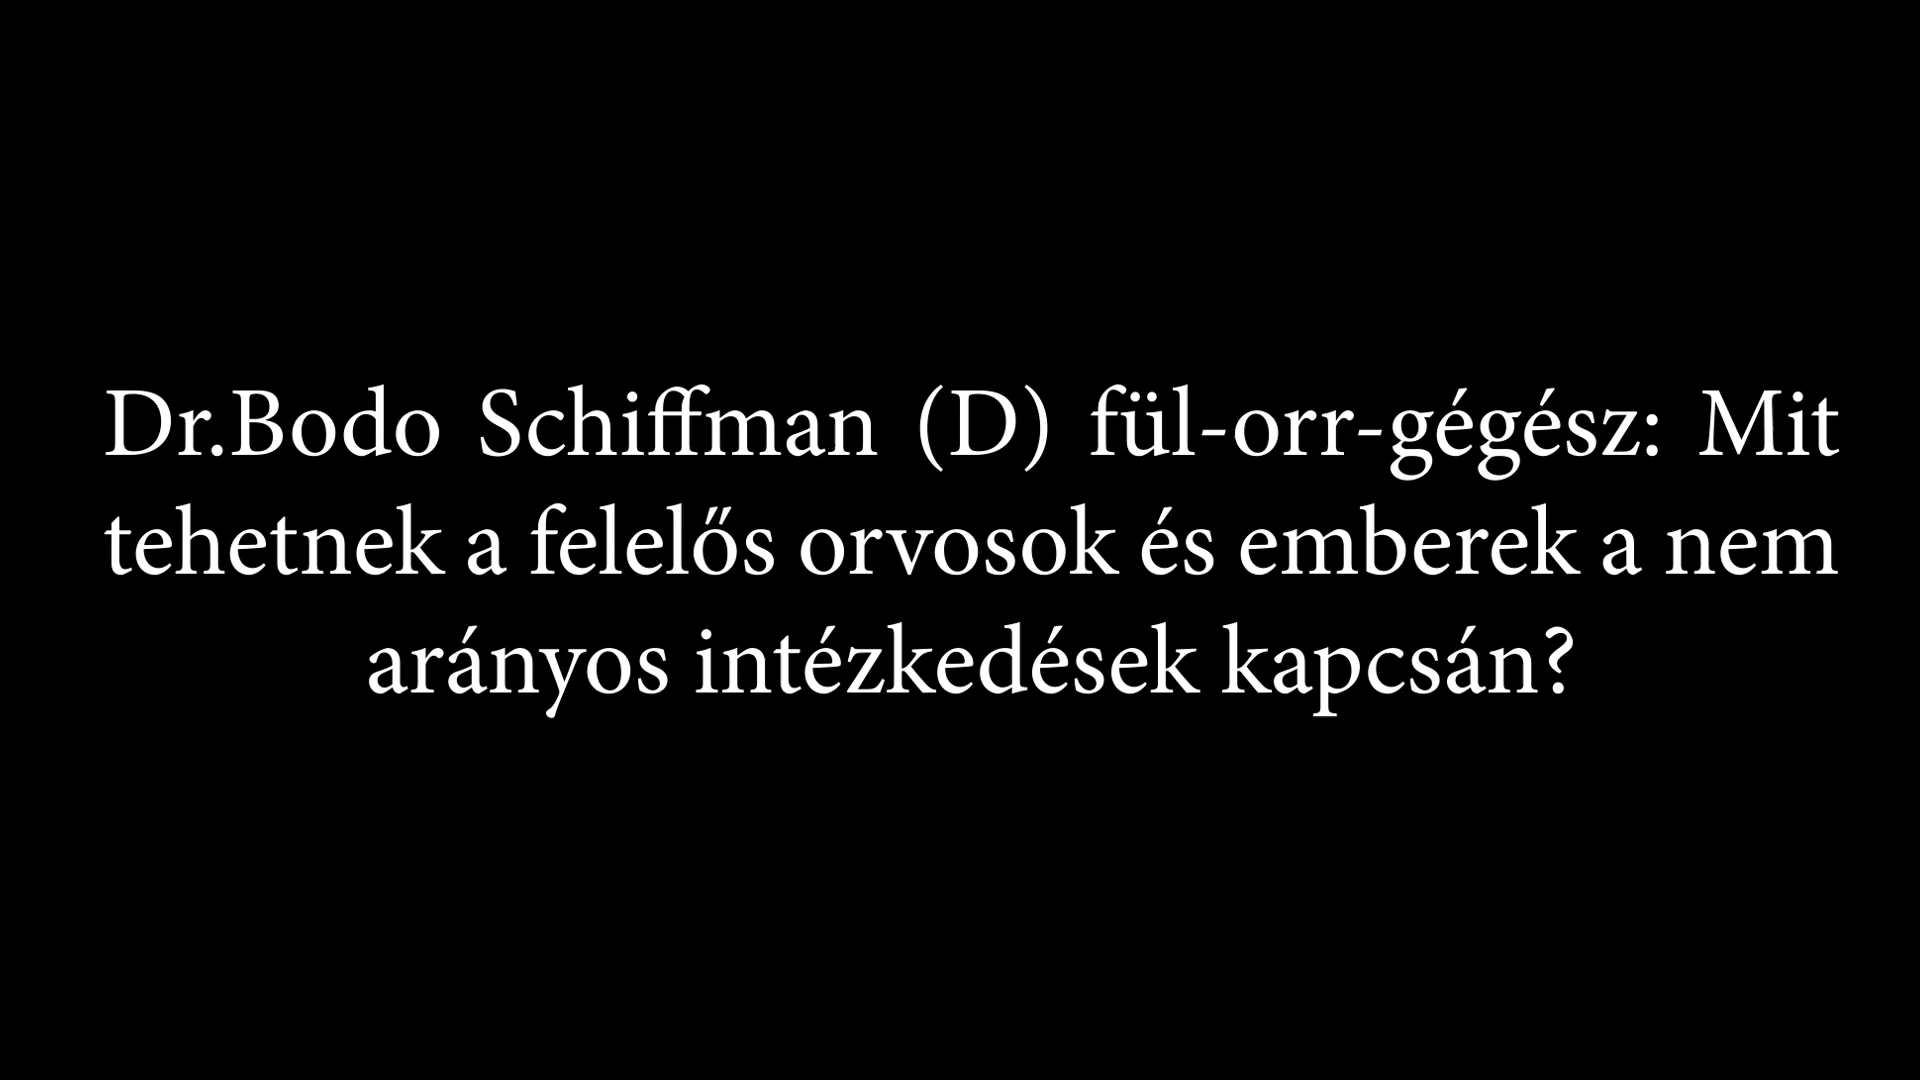 Dr.Bodo Schiffman (D) fül-orr-gégész: Mit
tehetnek a felelős orvosok és emberek a nem
arányos intézkedések kapcsán?